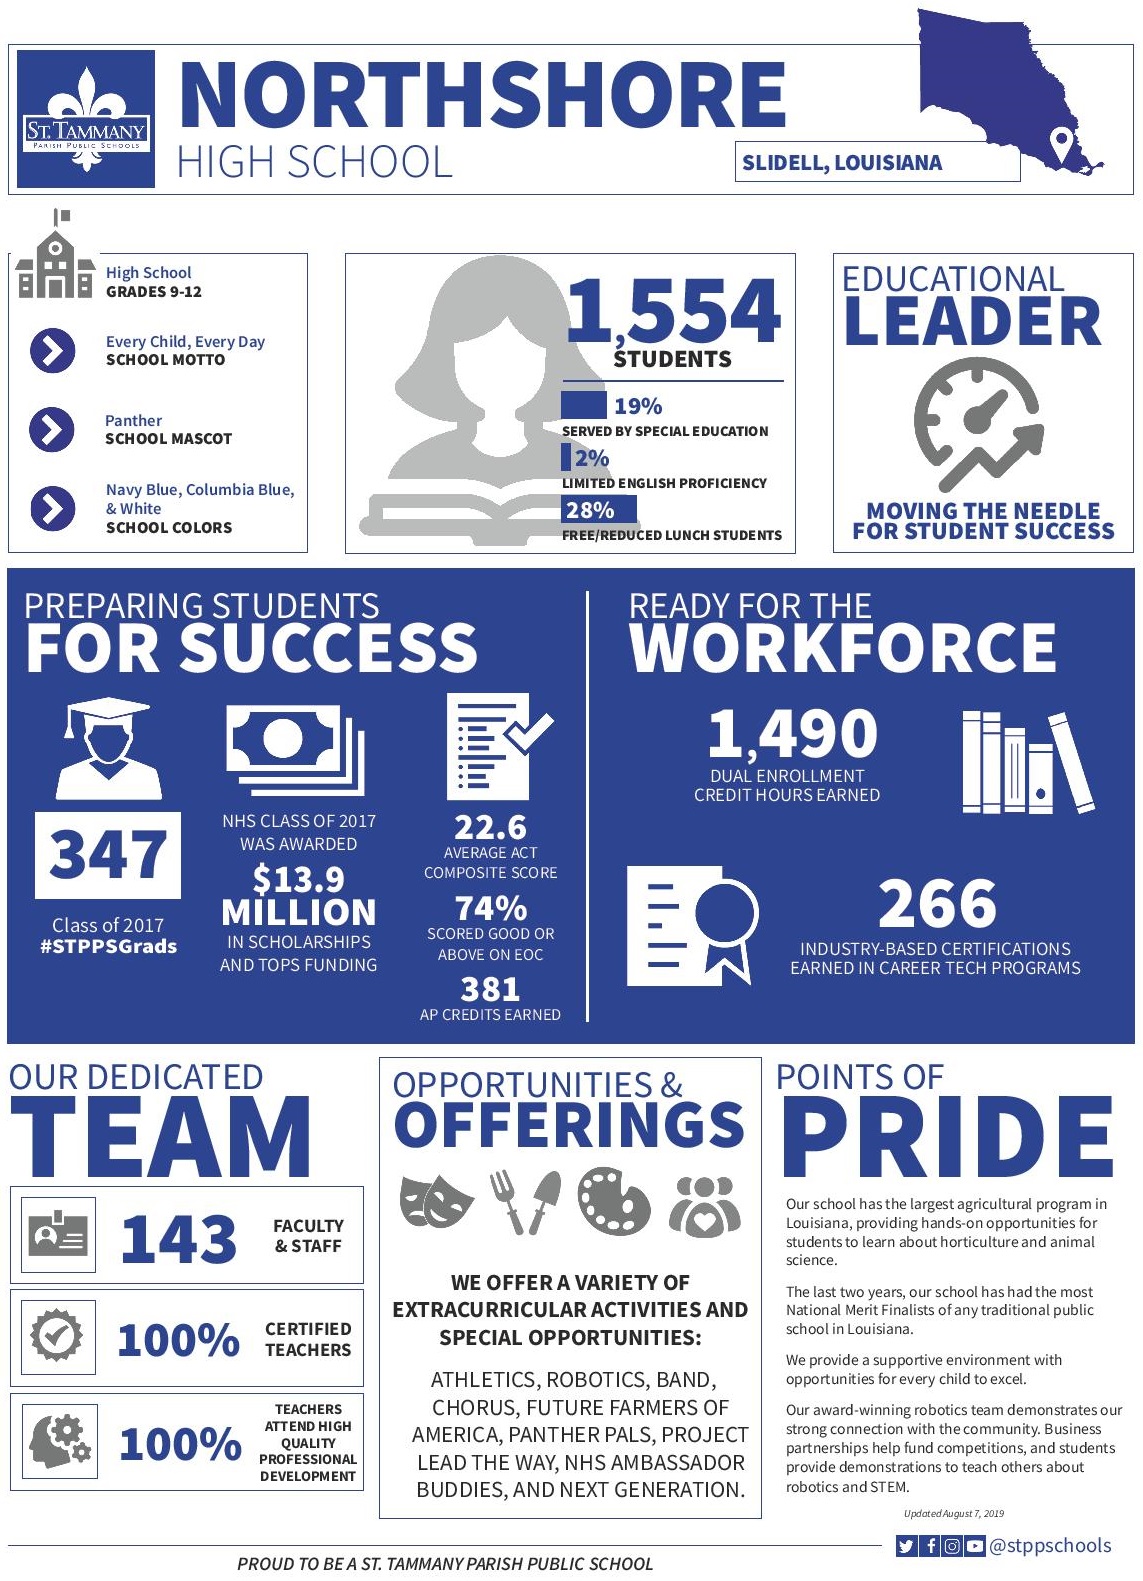 ST. TAMMANY
PARISH PUBLIC SCHOOLS
NORTHSHORE
HIGH SCHOOL
SLIDELL, LOUISIANA
High School
GRADES 9-12
Every Child, Every Day
SCHOOL MOTTO
Panther
SCHOOL MASCOT
Navy Blue, Columbia Blue,
& White
SCHOOL COLORS
1,554
STUDENTS
19%
SERVED BY SPECIAL EDUCATION
2%
LIMITED ENGLISH PROFICIENCY
28%
FREE/REDUCED LUNCH STUDENTS
EDUCATIONAL
LEADER
MOVING THE NEEDLE
FOR STUDENT SUCCESS
PREPARING STUDENTS
FOR SUCCESS
347
Class of 2017
#STPPSGrads
NHS CLASS OF 2017
WAS AWARDED
$13.9
MILLION
IN SCHOLARSHIPS
AND TOPS FUNDING
22.6
AVERAGE ACT
COMPOSITE SCORE
74%
SCORED GOOD OR
ABOVE ON EOC
381
AP CREDITS EARNED
READY FOR THE
WORKFORCE
1,490
DUAL ENROLLMENT
CREDIT HOURS EARNED
266
INDUSTRY-BASED CERTIFICATIONS
EARNED IN CAREER TECH PROGRAMS
OUR DEDICATED
TEAM
143
FACULTY
& STAFF
100%
CERTIFIED
TEACHERS
100%
TEACHERS
ATTEND HIGH
QUALITY
PROFESSIONAL
DEVELOPMENT
OPPORTUNITIES &
OFFERINGS
WE OFFER A VARIETY OF
EXTRACURRICULAR ACTIVITIES AND
SPECIAL OPPORTUNITIES:
ATHLETICS, ROBOTICS, BAND,
CHORUS, FUTURE FARMERS OF
AMERICA, PANTHER PALS, PROJECT
LEAD THE WAY, NHS AMBASSADOR
BUDDIES, AND NEXT GENERATION.
POINTS OF
PRIDE
Our school has the largest agricultural program in
Louisiana, providing hands-on opportunities for
students to learn about horticulture and animal
science.
The last two years, our school has had the most
National Merit Finalists of any traditional public
school in Louisiana.
We provide a supportive environment with
opportunities for every child to excel.
Our award-winning robotics team demonstrates our
strong connection with the community. Business
partnerships help fund competitions, and students
provide demonstrations to teach others about
robotics and STEM.
Updated August 7, 2019
@stppschools
PROUD TO BE A ST. TAMMANY PARISH PUBLIC SCHOOL